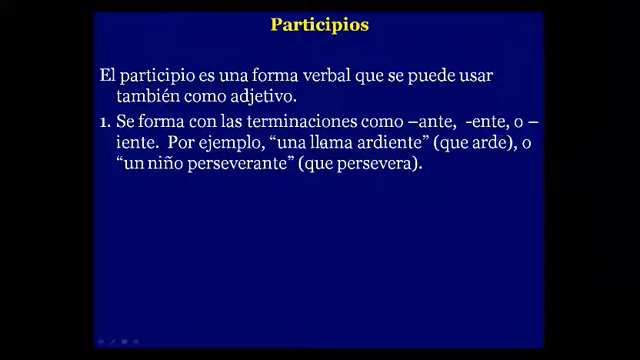 Participios
El participio es una forma verbal que se puede usar
también como adjetivo.
1. Se forma con las terminaciones como –ante, -ente, o –
iente. Por ejemplo, “una llama ardiente” (que arde), o
“un niño perseverante” (que persevera).